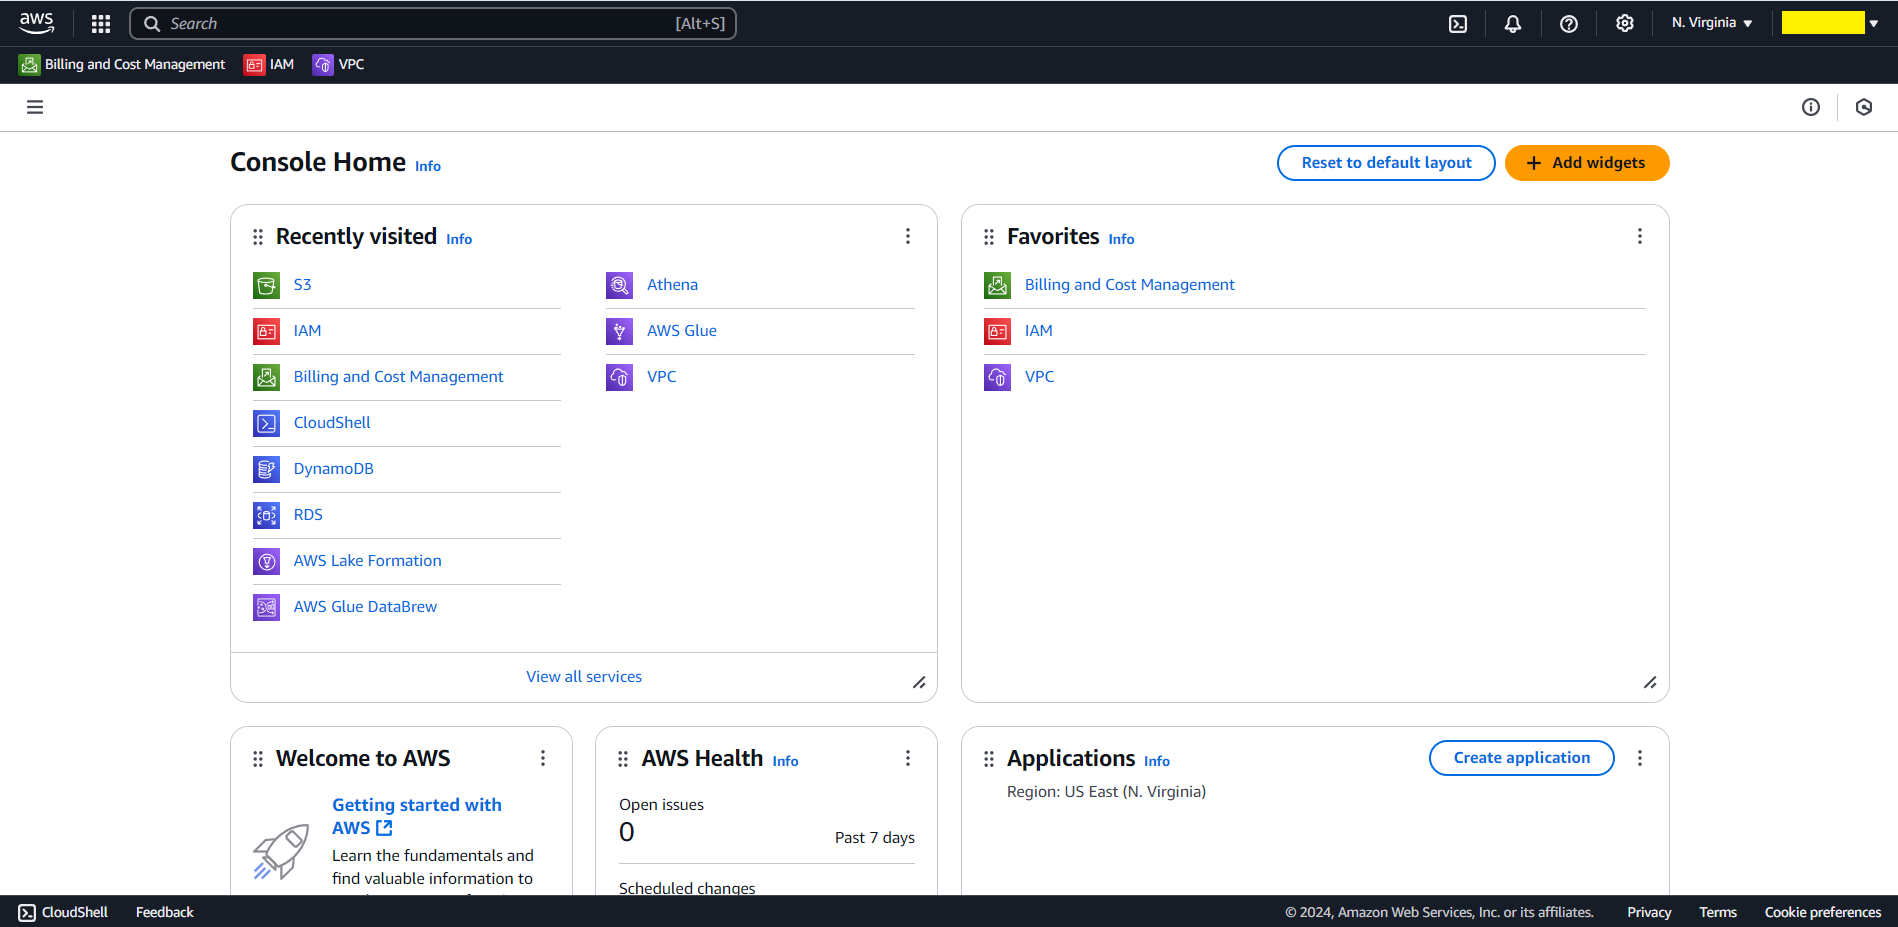 aws
Search [Alt+S]
N. Virginia
Billing and Cost Management IAM VPC
Console Home Info
Reset to default layout
Add widgets
Recently visited Info
S3
IAM
Billing and Cost Management
CloudShell
DynamoDB
RDS
AWS Lake Formation
AWS Glue DataBrew
Athena
AWS Glue
VPC
View all services
Favorites Info
Billing and Cost Management
IAM
VPC
Welcome to AWS
Getting started with
AWS
Learn the fundamentals and
find valuable information to
AWS Health Info
Open issues
0
Past 7 days
Scheduled changes
Applications Info
Create application
Region: US East (N. Virginia)
CloudShell Feedback
© 2024, Amazon Web Services, Inc. or its affiliates. Privacy Terms Cookie preferences